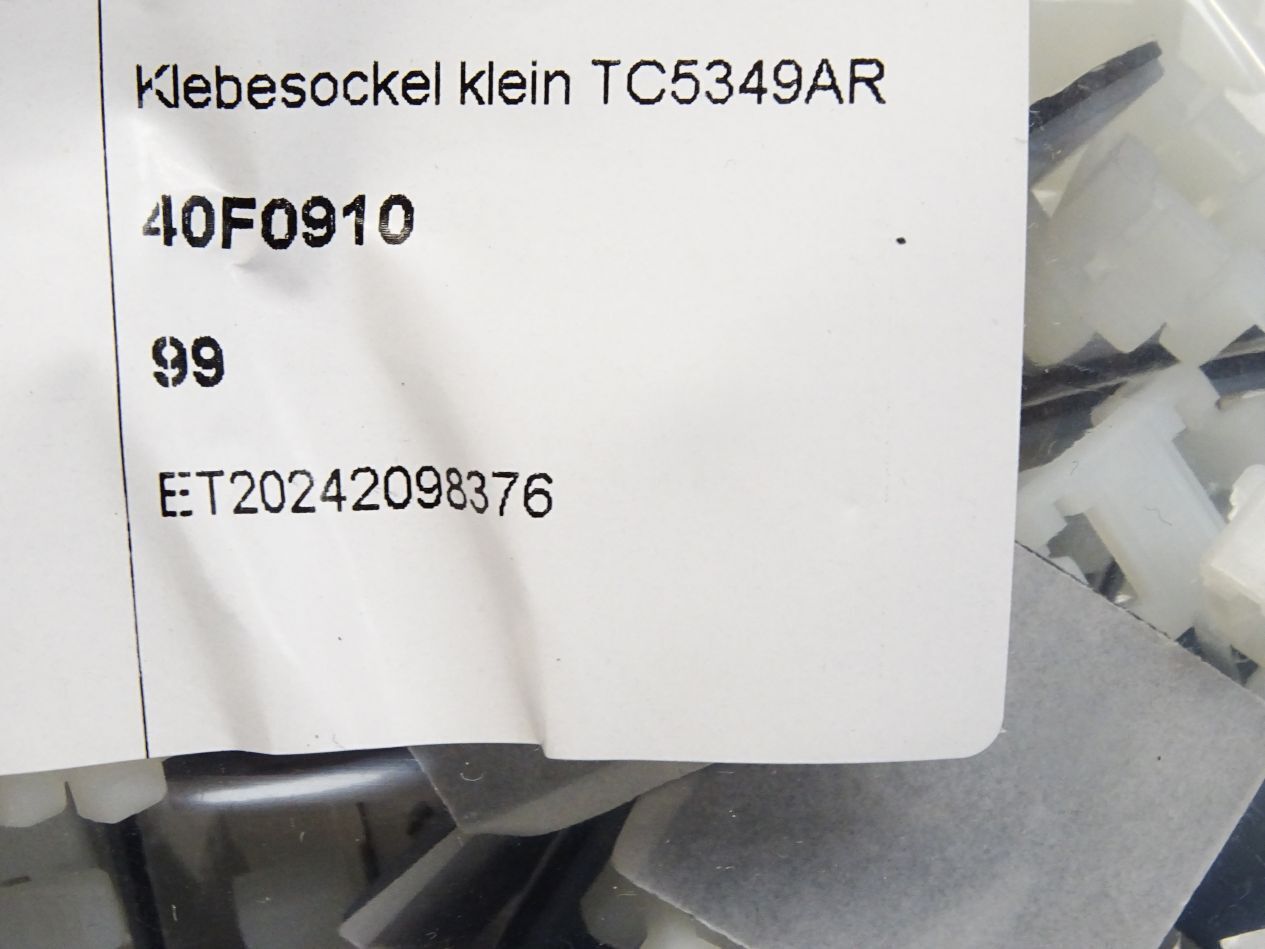 Klebesockel klein TC5349AR
40F0910
99
ET20242098376